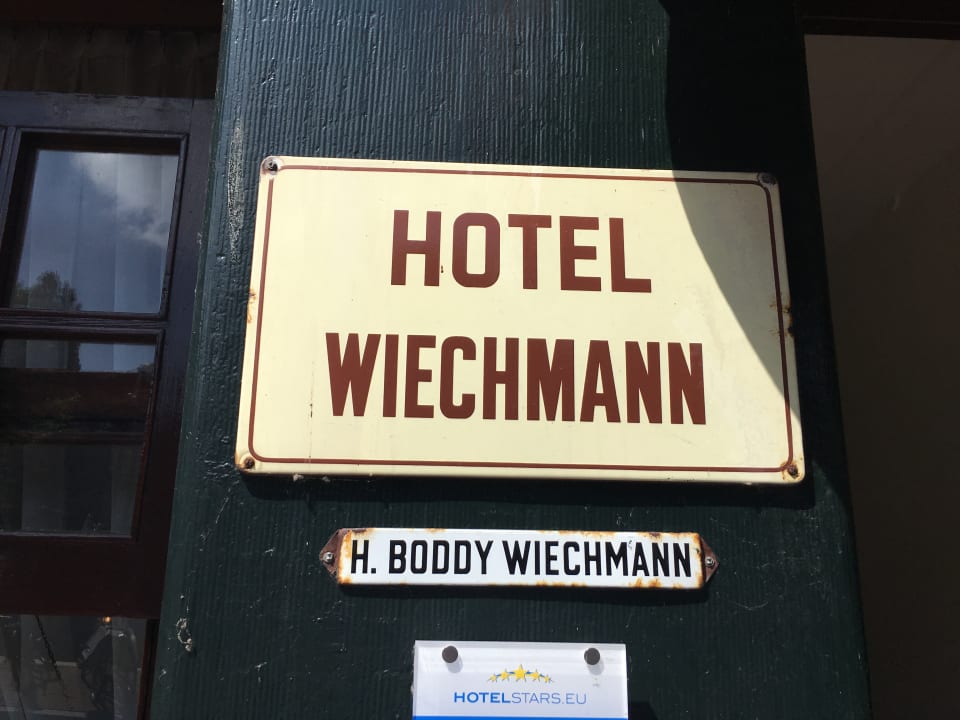 HOTEL
WIECHMANN
H. BODDY WIECHMANN
HOTELSTARS.EU